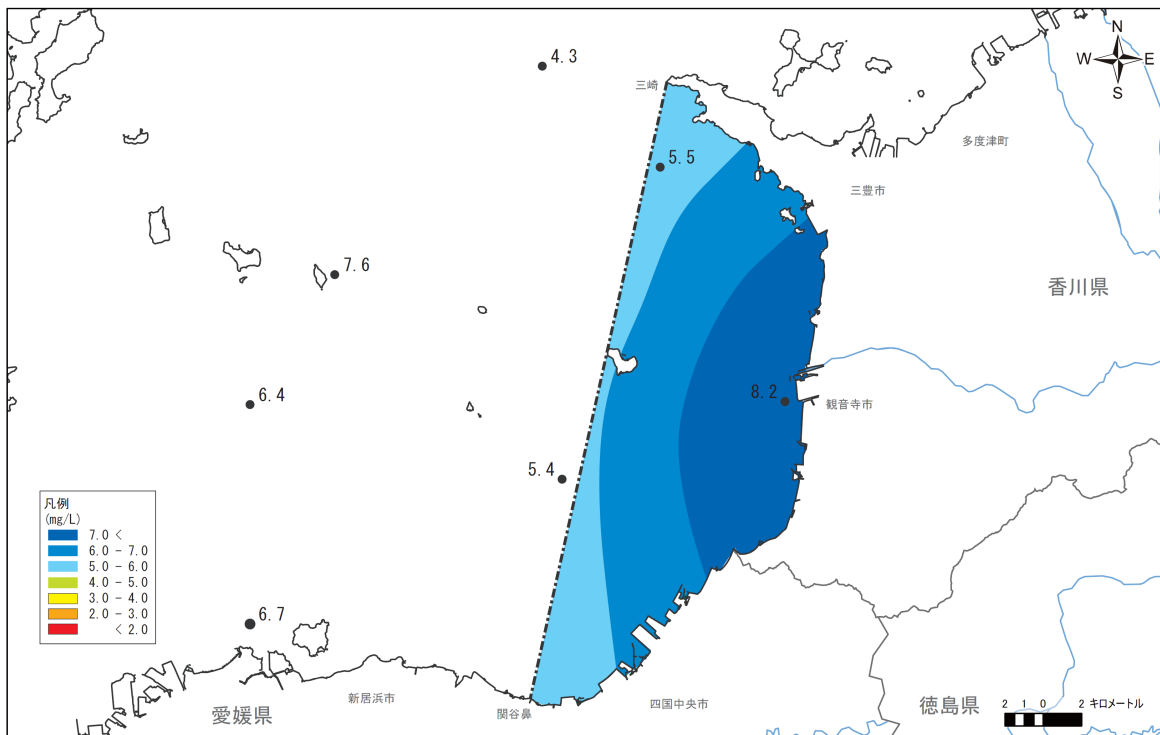 4.3
N
W E
S
三崎
多度津町
5.5
三豊市
7.6
香川県
6.4
8.2
観音寺市
5.4
凡例
(mg/L)
7.0 <
6.0 - 7.0
5.0 - 6.0
4.0 - 5.0
3.0 - 4.0
2.0 - 3.0
< 2.0
6.7
新居浜市
関谷鼻
四国中央市
愛媛県
徳島県
2 1 0 2 キロメートル